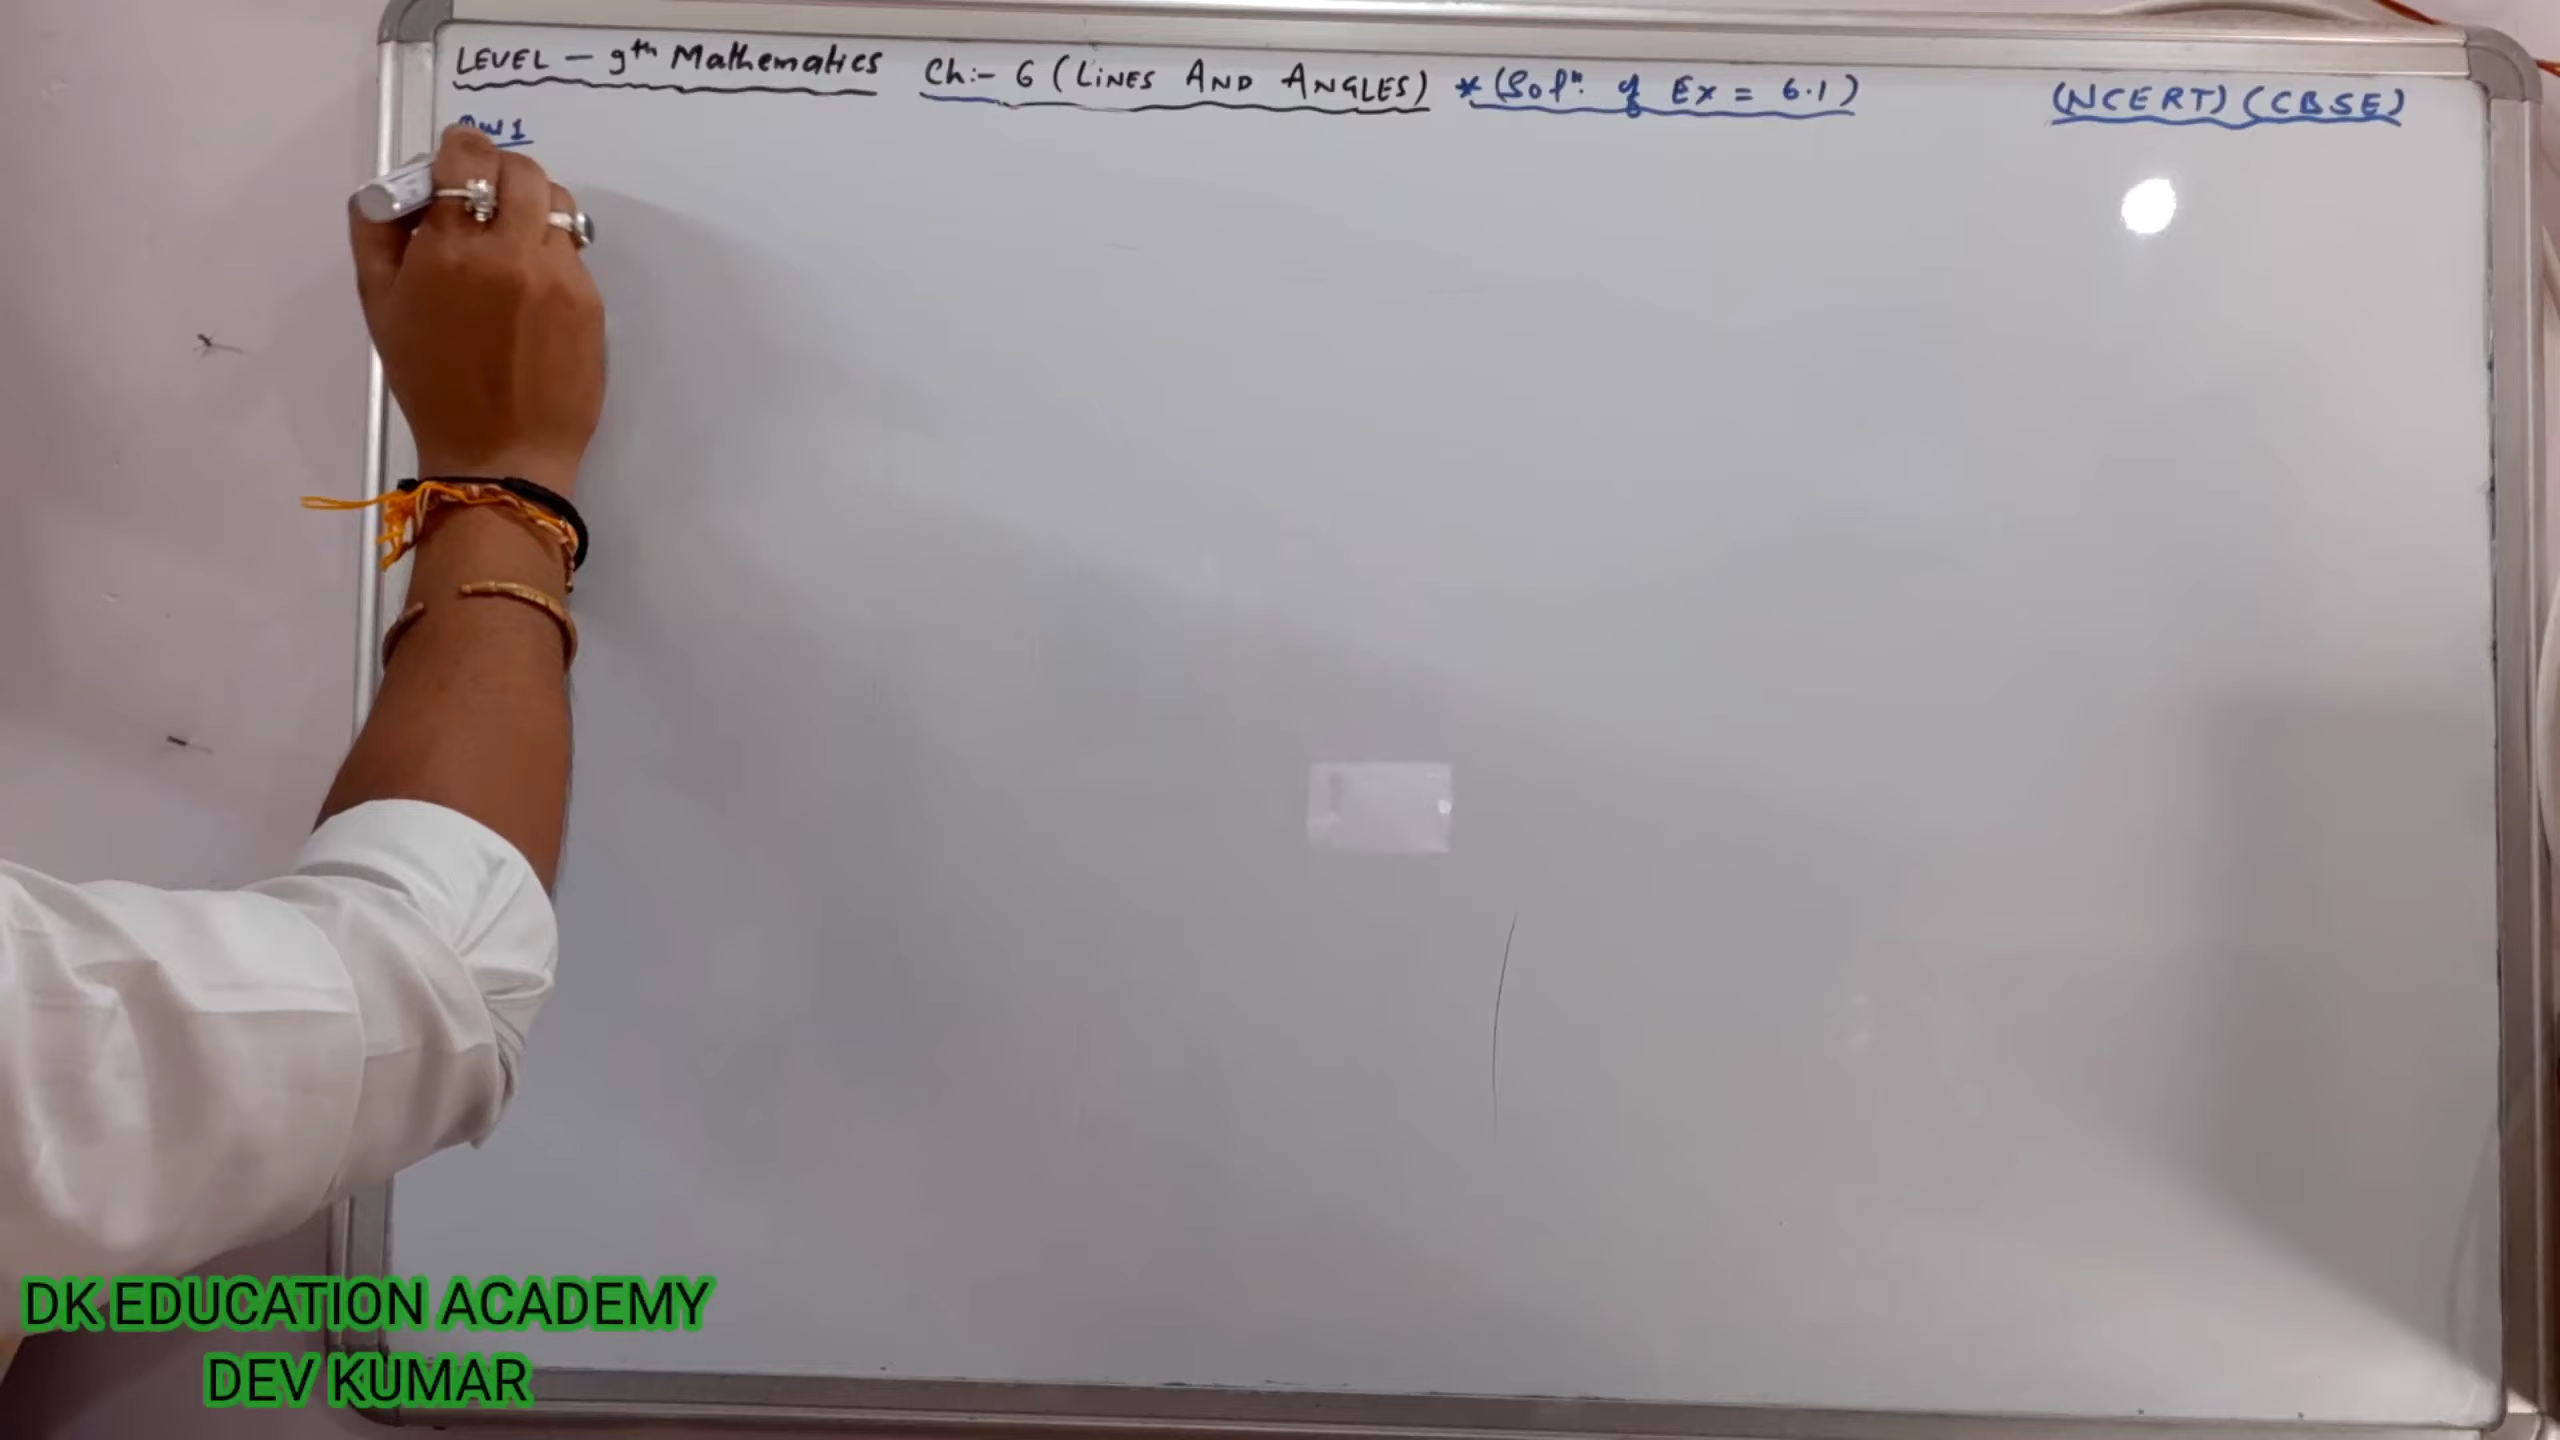 LEVEL - 9th Mathematics Ch:- 6 (LINES AND ANGLES) * (Soln: of Ex = 6.1) (NCERT) (CBSE)
1
DK EDUCATION ACADEMY
DEV KUMAR